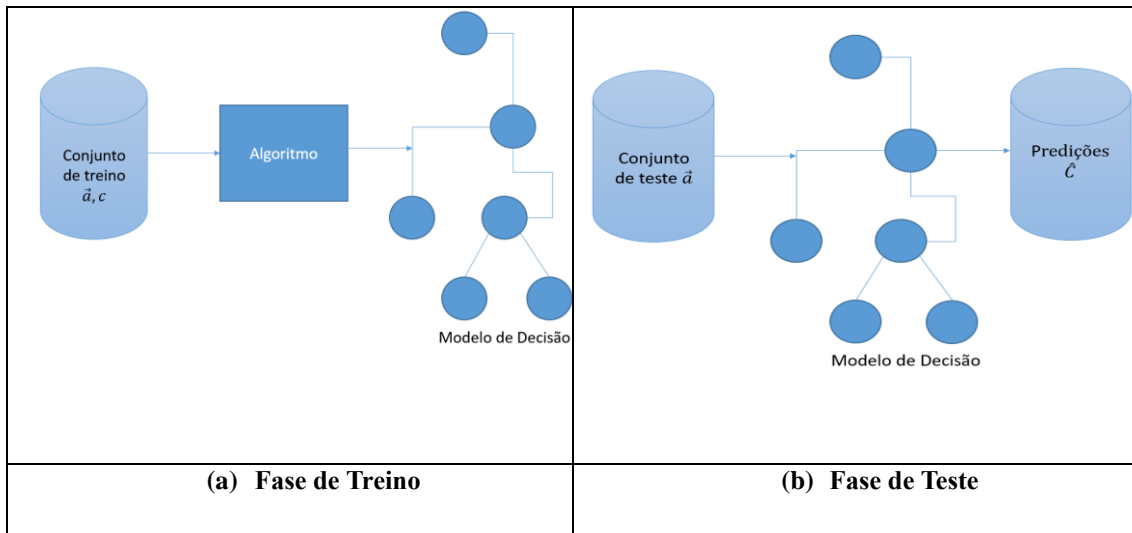 Conjunto
de treino
a⃗, c
Algoritmo
Modelo de Decisão
(a) Fase de Treino
Conjunto
de teste a⃗
Predições
Ĉ
Modelo de Decisão
(b) Fase de Teste